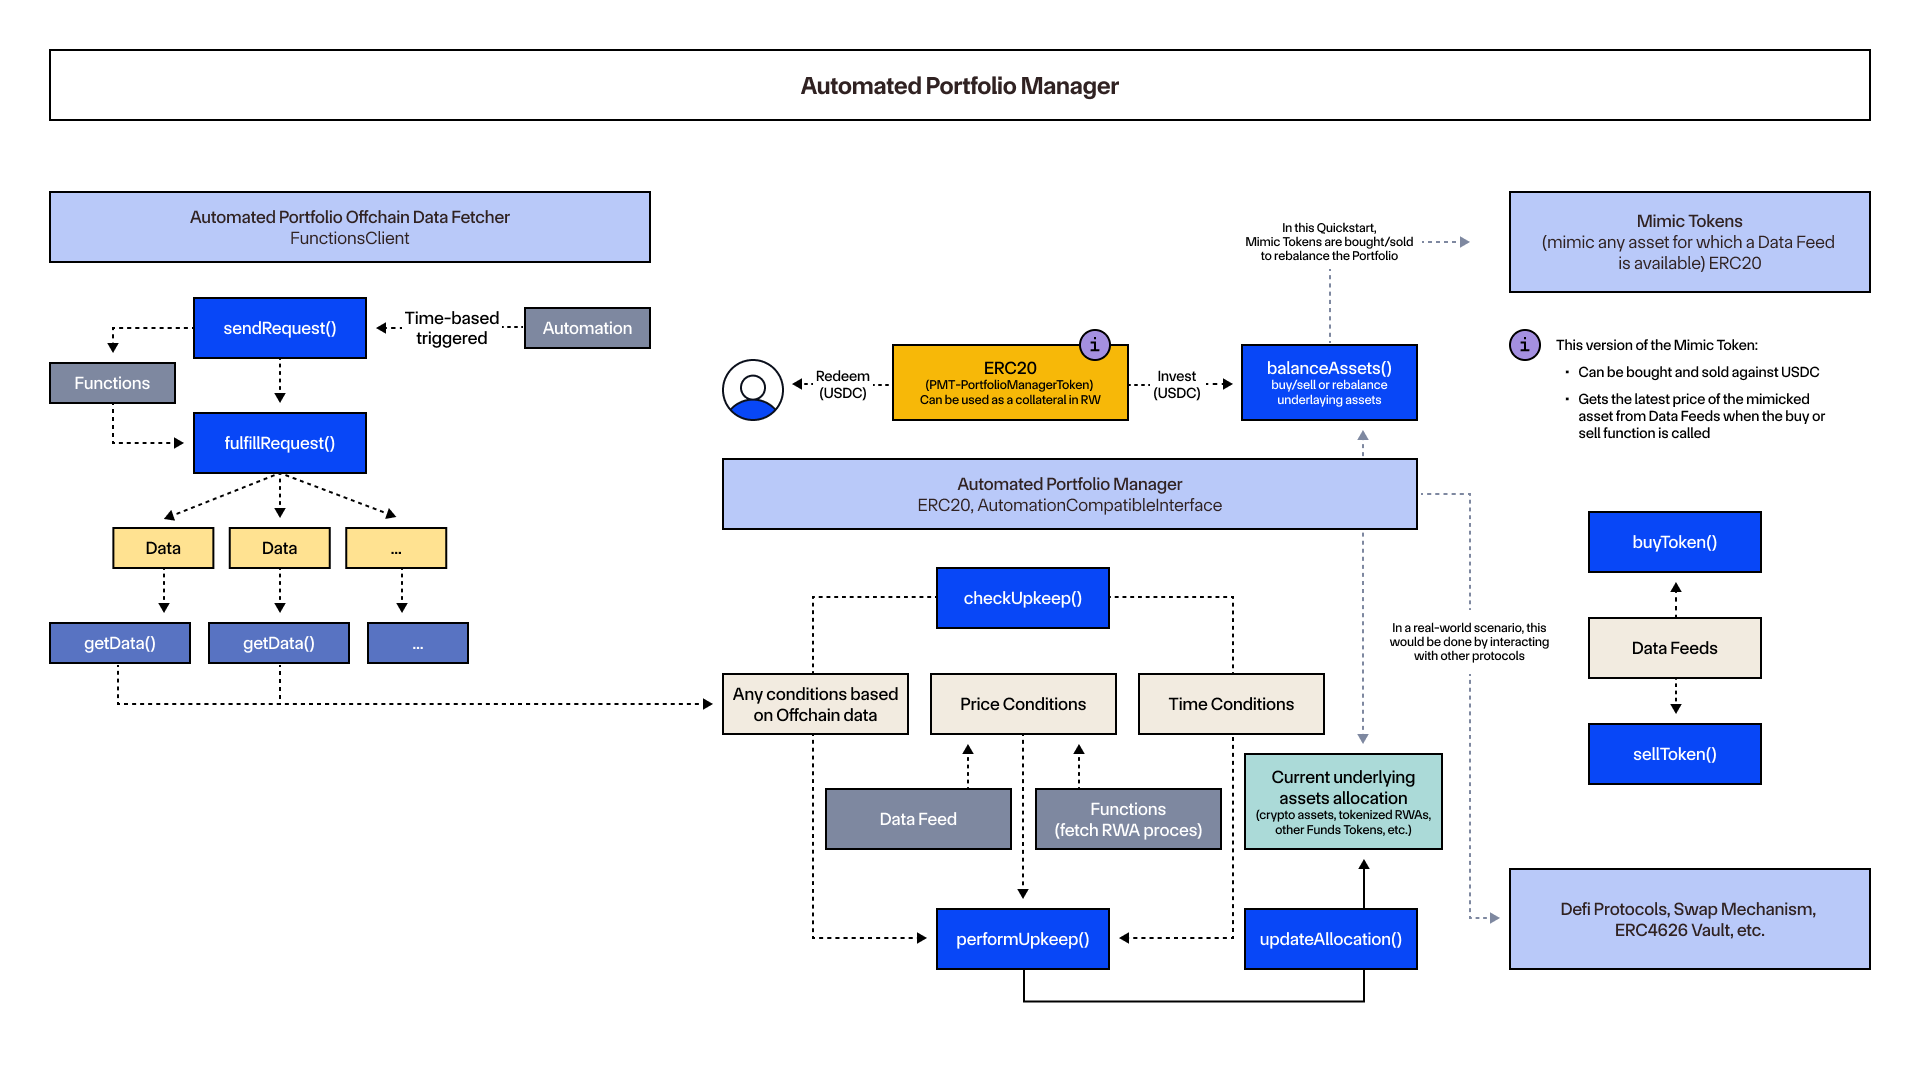 Automated Portfolio Manager
Automated Portfolio Offchain Data Fetcher
FunctionsClient
sendRequest()
Time-based
triggered
Automation
Functions
fulfillRequest()
Data
Data
...
getData()
getData()
...
In this Quickstart,
Mimic Tokens are bought/sold
to rebalance the Portfolio
Redeem
(USDC)
ERC20
(PMT-PortfolioManagerToken)
Can be used as a collateral in RW
i
Invest
(USDC)
balanceAssets()
buy/sell or rebalance
underlaying assets
Automated Portfolio Manager
ERC20, AutomationCompatibleInterface
checkUpkeep()
Any conditions based
on Offchain data
Price Conditions
Time Conditions
Data Feed
Functions
(fetch RWA proces)
Current underlying
assets allocation
(crypto assets, tokenized RWAs,
other Funds Tokens, etc.)
performUpkeep()
updateAllocation()
In a real-world scenario, this
would be done by interacting
with other protocols
Mimic Tokens
(mimic any asset for which a Data Feed
is available) ERC20
i
This version of the Mimic Token:
· Can be bought and sold against USDC
· Gets the latest price of the mimicked
asset from Data Feeds when the buy or
sell function is called
buyToken()
Data Feeds
sellToken()
Defi Protocols, Swap Mechanism,
ERC4626 Vault, etc.